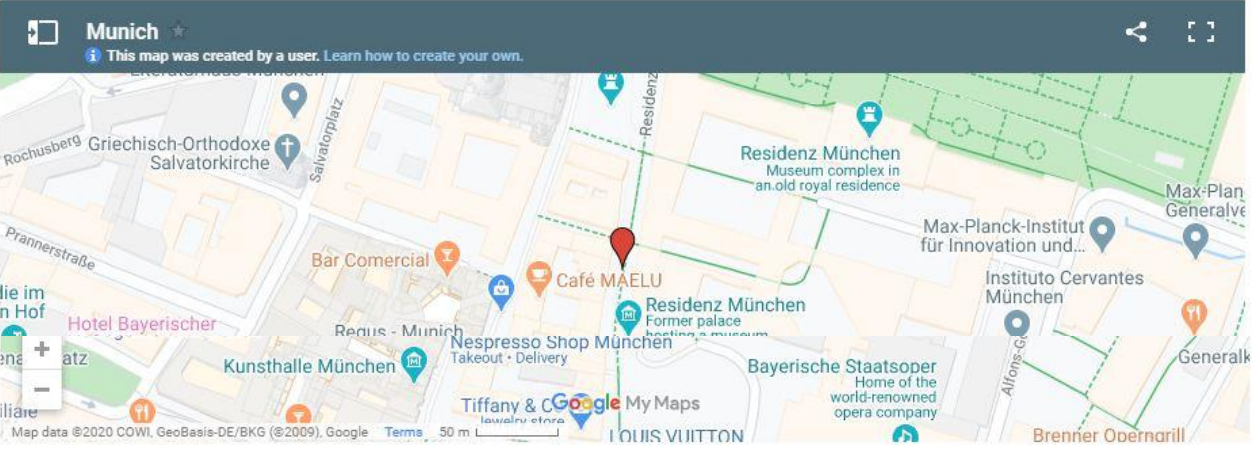 Munich
This map was created by a user. Learn how to create your own.
Literaturhaus München
Residenz
Salvatorplatz
Rochusberg
Griechisch-Orthodoxe
Salvatorkirche
Residenz München
Museum complex in
an old royal residence
Max-Plan
Generalve
Max-Planck-Institut
für Innovation und...
Prannerstraße
Bar Comercial
Café MAELU
Instituto Cervantes
München
die im
n Hof
Hotel Bayerischer
Residenz München
Former palace
hosting a museum
Regus - Munich
Nespresso Shop München
Takeout • Delivery
Kunsthalle München
Bayerische Staatsoper
Home of the
world-renowned
opera company
Alfons-Go
Generalk
atz
Tiffany & Co
jewelry store
Google My Maps
iliale
Map data ©2020 COWI, GeoBasis-DE/BKG (©2009), Google Terms 50 m
LOUIS VUITTON
Brenner Operngrill